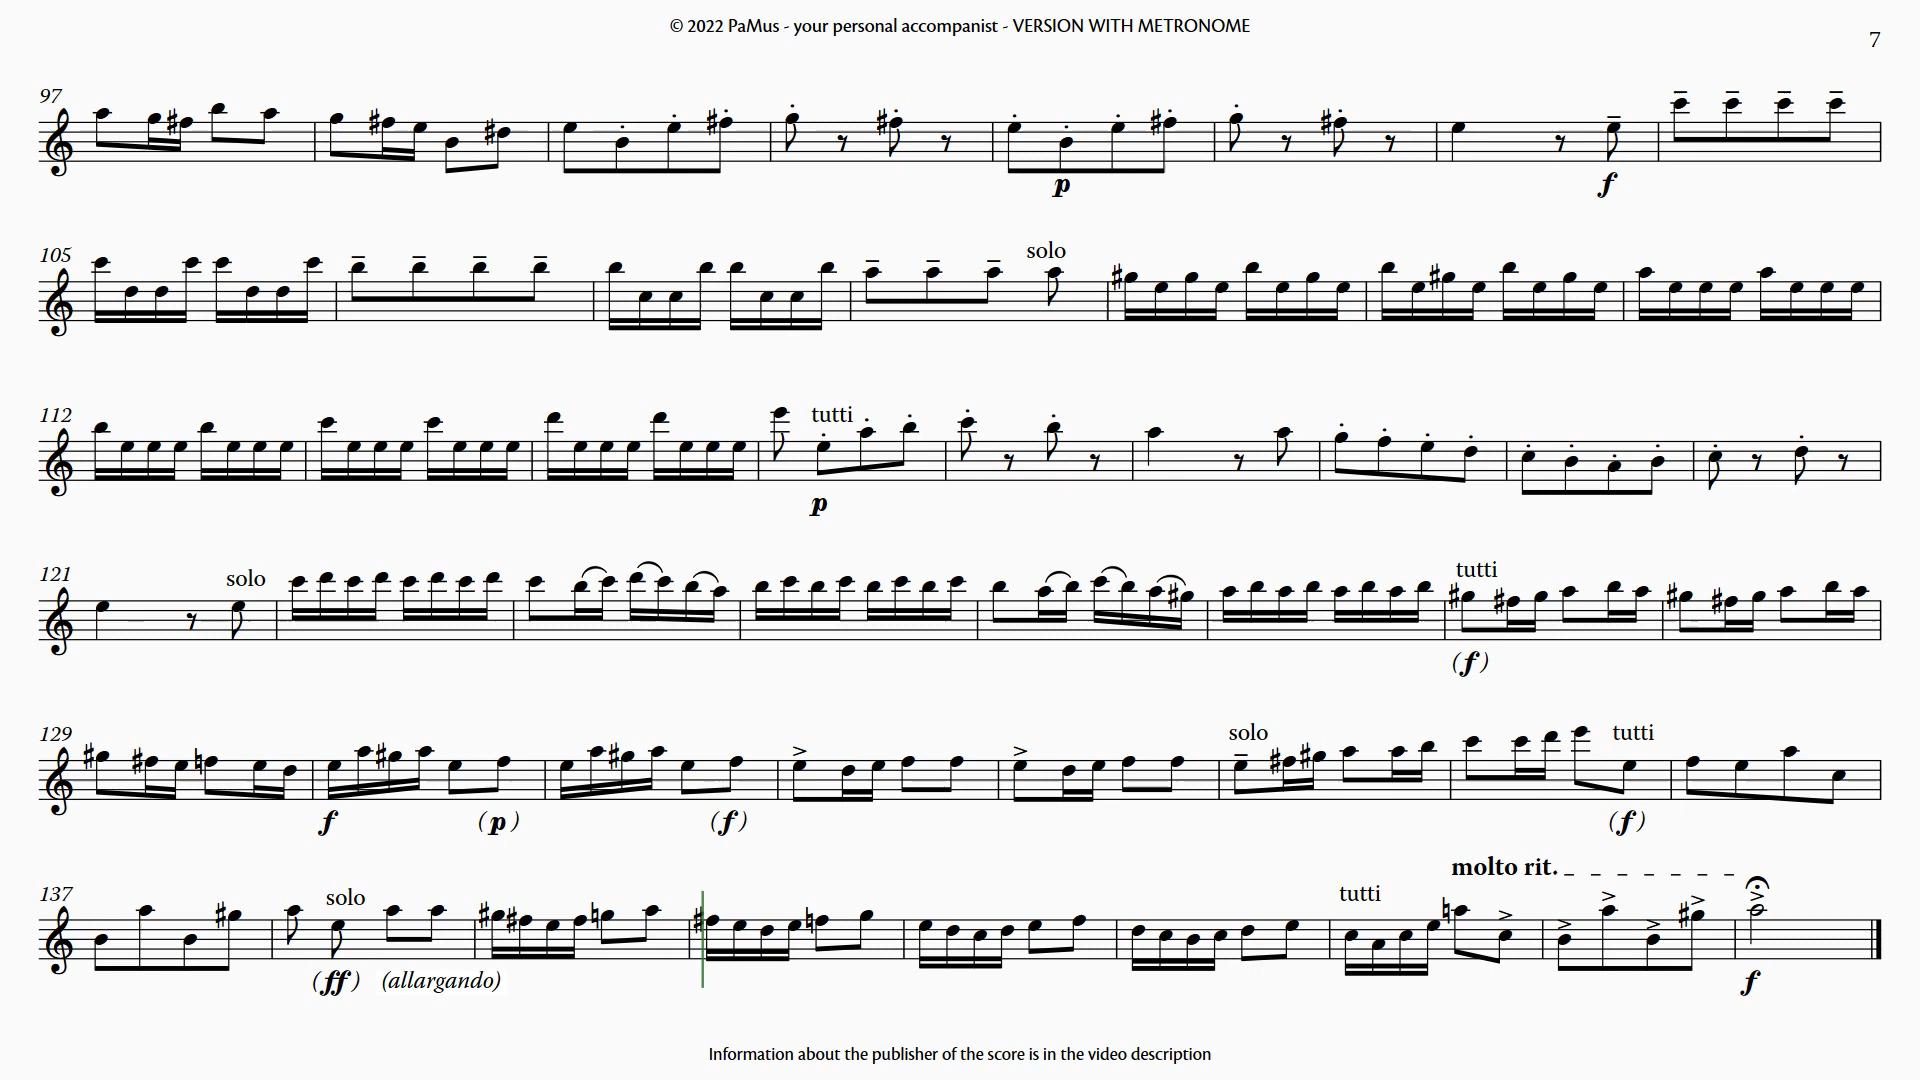 © 2022 PaMus - your personal accompanist - VERSION WITH METRONOME
7
97
p
f
105
solo
112
tutti
p
121
solo
tutti
(f)
129
solo
tutti
f
(p)
(f)
(f)
molto rit.
137
solo
tutti
(ff) (allargando)
f
Information about the publisher of the score is in the video description